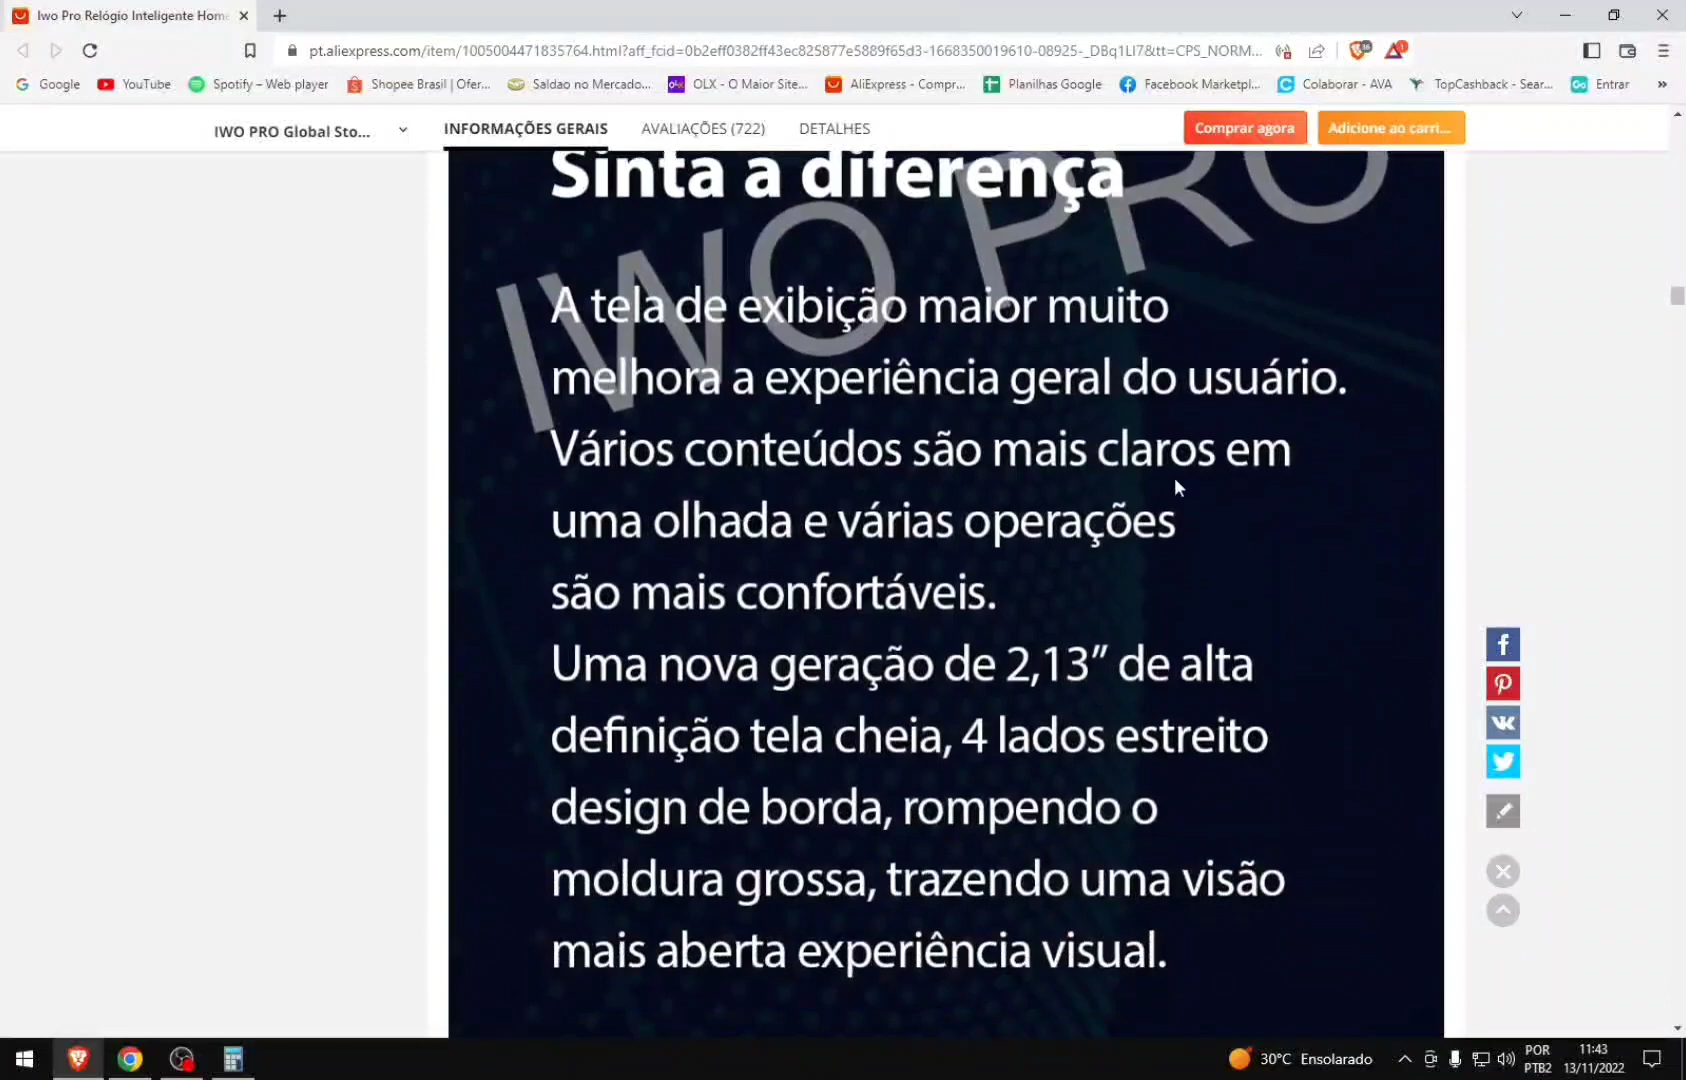 Iwo Pro Relógio Inteligente Home
pt.aliexpress.com/item/1005004471835764.html?aff_fcid=0b2eff0382ff43ec825877e5889f65d3-1668350019610-08925-_DBq1LI7&tt=CPS_NORM...
Google
YouTube
Spotify – Web player
Shopee Brasil | Ofer...
Saldao no Mercado...
OLX - O Maior Site...
AliExpress - Compr...
Planilhas Google
Facebook Marketpl...
Colaborar - AVA
TopCashback - Sear...
Entrar
IWO PRO Global Sto...
INFORMAÇÕES GERAIS
AVALIAÇÕES (722)
DETALHES
Comprar agora
Adicione ao carri...
Sinta a diferença
IWO PRO
A tela de exibição maior muito
melhora a experiência geral do usuário.
Vários conteúdos são mais claros em
uma olhada e várias operações
são mais confortáveis.
Uma nova geração de 2,13” de alta
definição tela cheia, 4 lados estreito
design de borda, rompendo o
moldura grossa, trazendo uma visão
mais aberta experiência visual.
30°C Ensolarado
POR
PTB2
11:43
13/11/2022